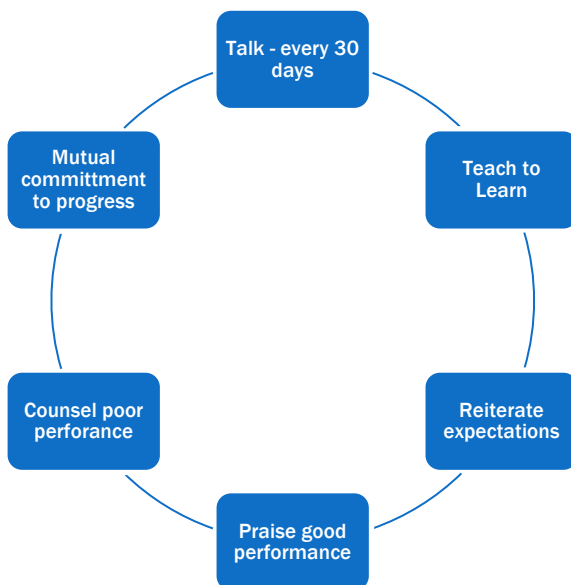 Talk - every 30
days
Teach to
Learn
Reiterate
expectations
Praise good
performance
Counsel poor
perforance
Mutual
committment
to progress